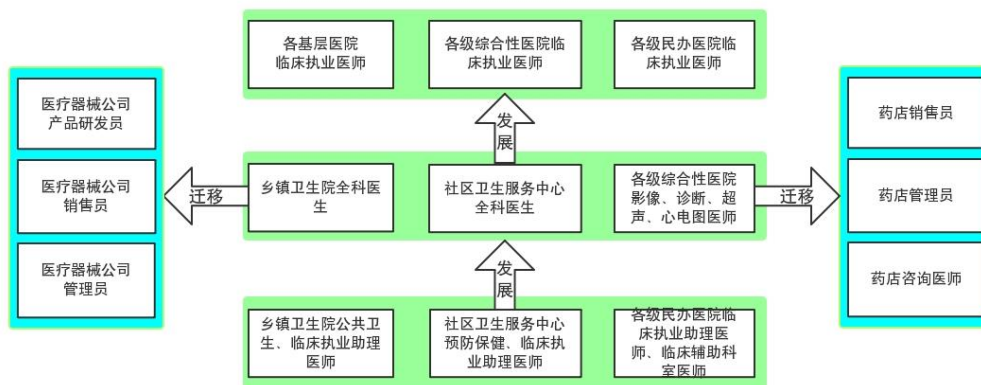 各基层医院
临床执业医师
各级综合性医院临
床执业医师
各级民办医院临
床执业医师
发
展
医疗器械公司
产品研发员
医疗器械公司
销售员
医疗器械公司
管理员
迁移
乡镇卫生院全科医
生
社区卫生服务中心
全科医生
各级综合性医院
影像、诊断、超
声、心电图医师
迁移
药店销售员
药店管理员
药店咨询医师
发
展
乡镇卫生院公共卫
生、临床执业助理
医师
社区卫生服务中心
预防保健、临床执
业助理医师
各级民办医院临
床执业助理医
师、临床辅助科
室医师